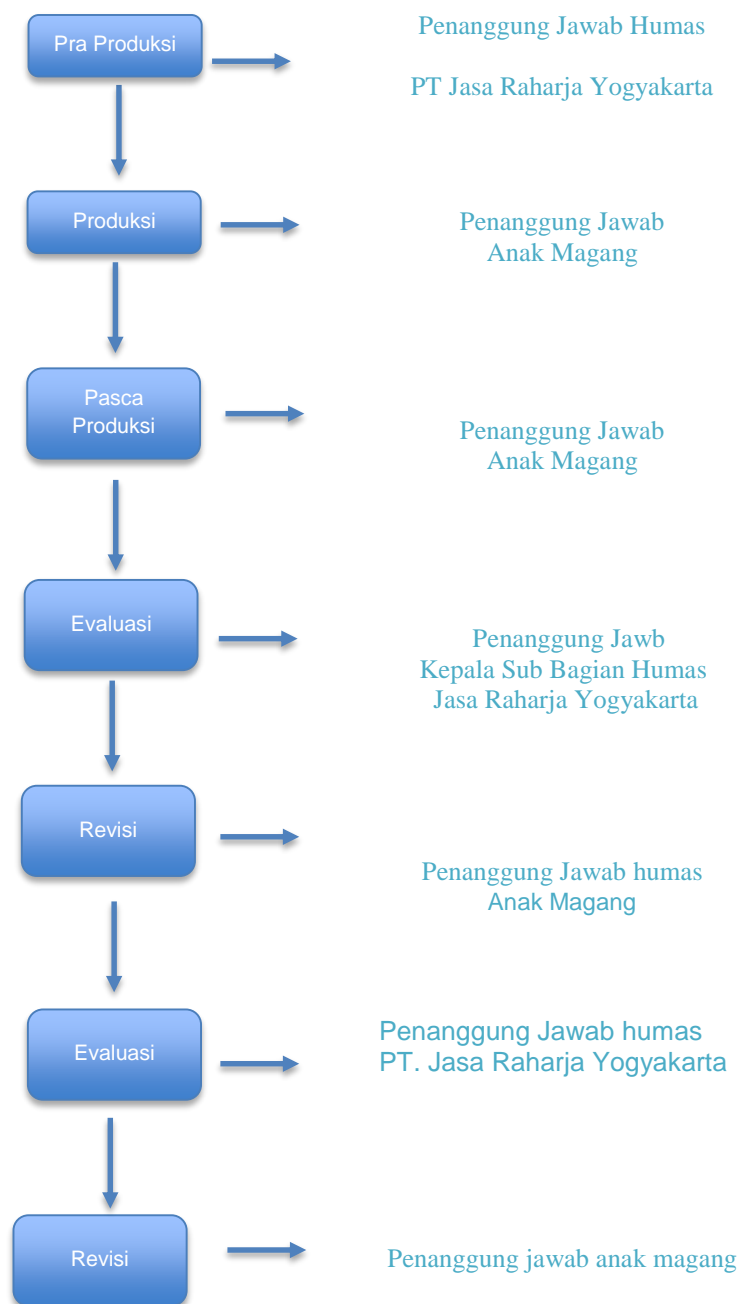 Pra Produksi
Penanggung Jawab Humas
PT Jasa Raharja Yogyakarta
Produksi
Penanggung Jawab
Anak Magang
Pasca
Produksi
Penanggung Jawab
Anak Magang
Evaluasi
Penanggung Jawb
Kepala Sub Bagian Humas
Jasa Raharja Yogyakarta
Revisi
Penanggung Jawab humas
Anak Magang
Evaluasi
Penanggung Jawab humas
PT. Jasa Raharja Yogyakarta
Revisi
Penanggung jawab anak magang